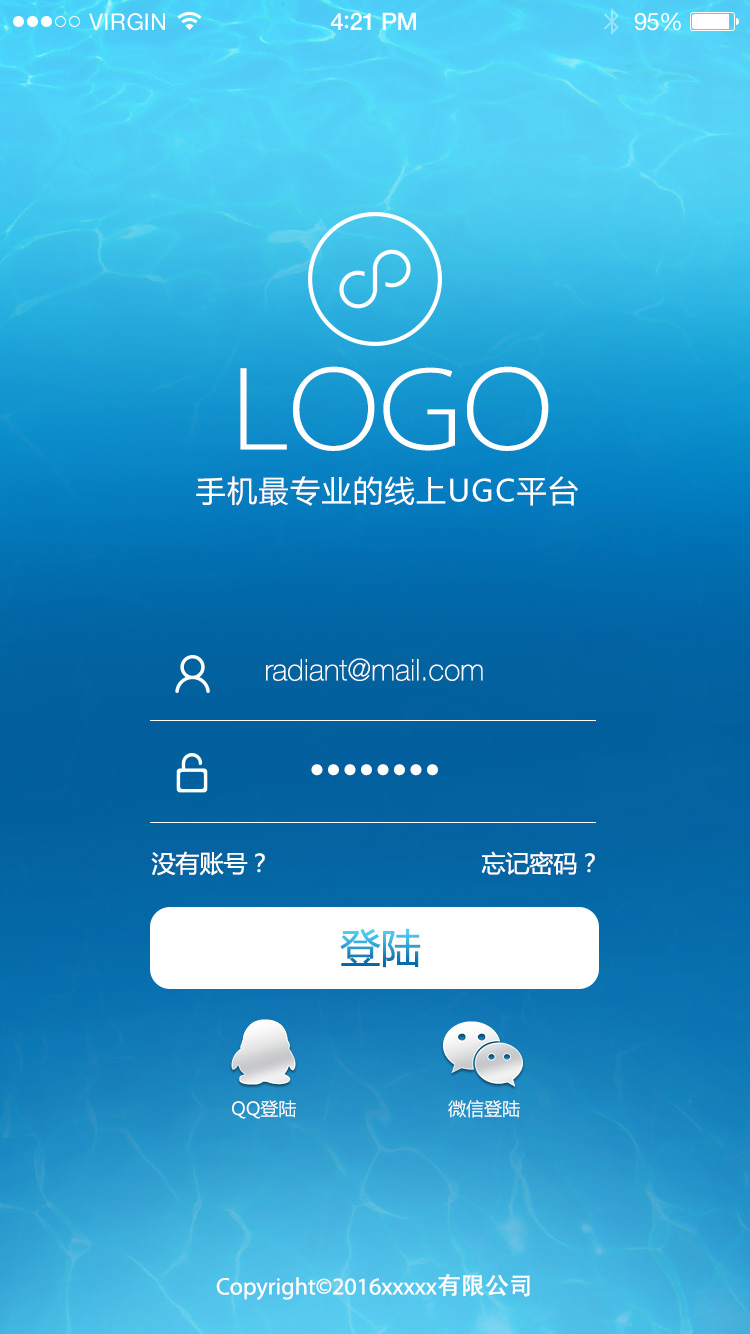 VIRGIN 4:21 PM 95%
LOGO
手机最专业的线上UGC平台
radiant@mail.com
••••••••
没有账号？ 忘记密码？
登陆
QQ登陆 微信登陆
Copyright©2016xxxxx有限公司